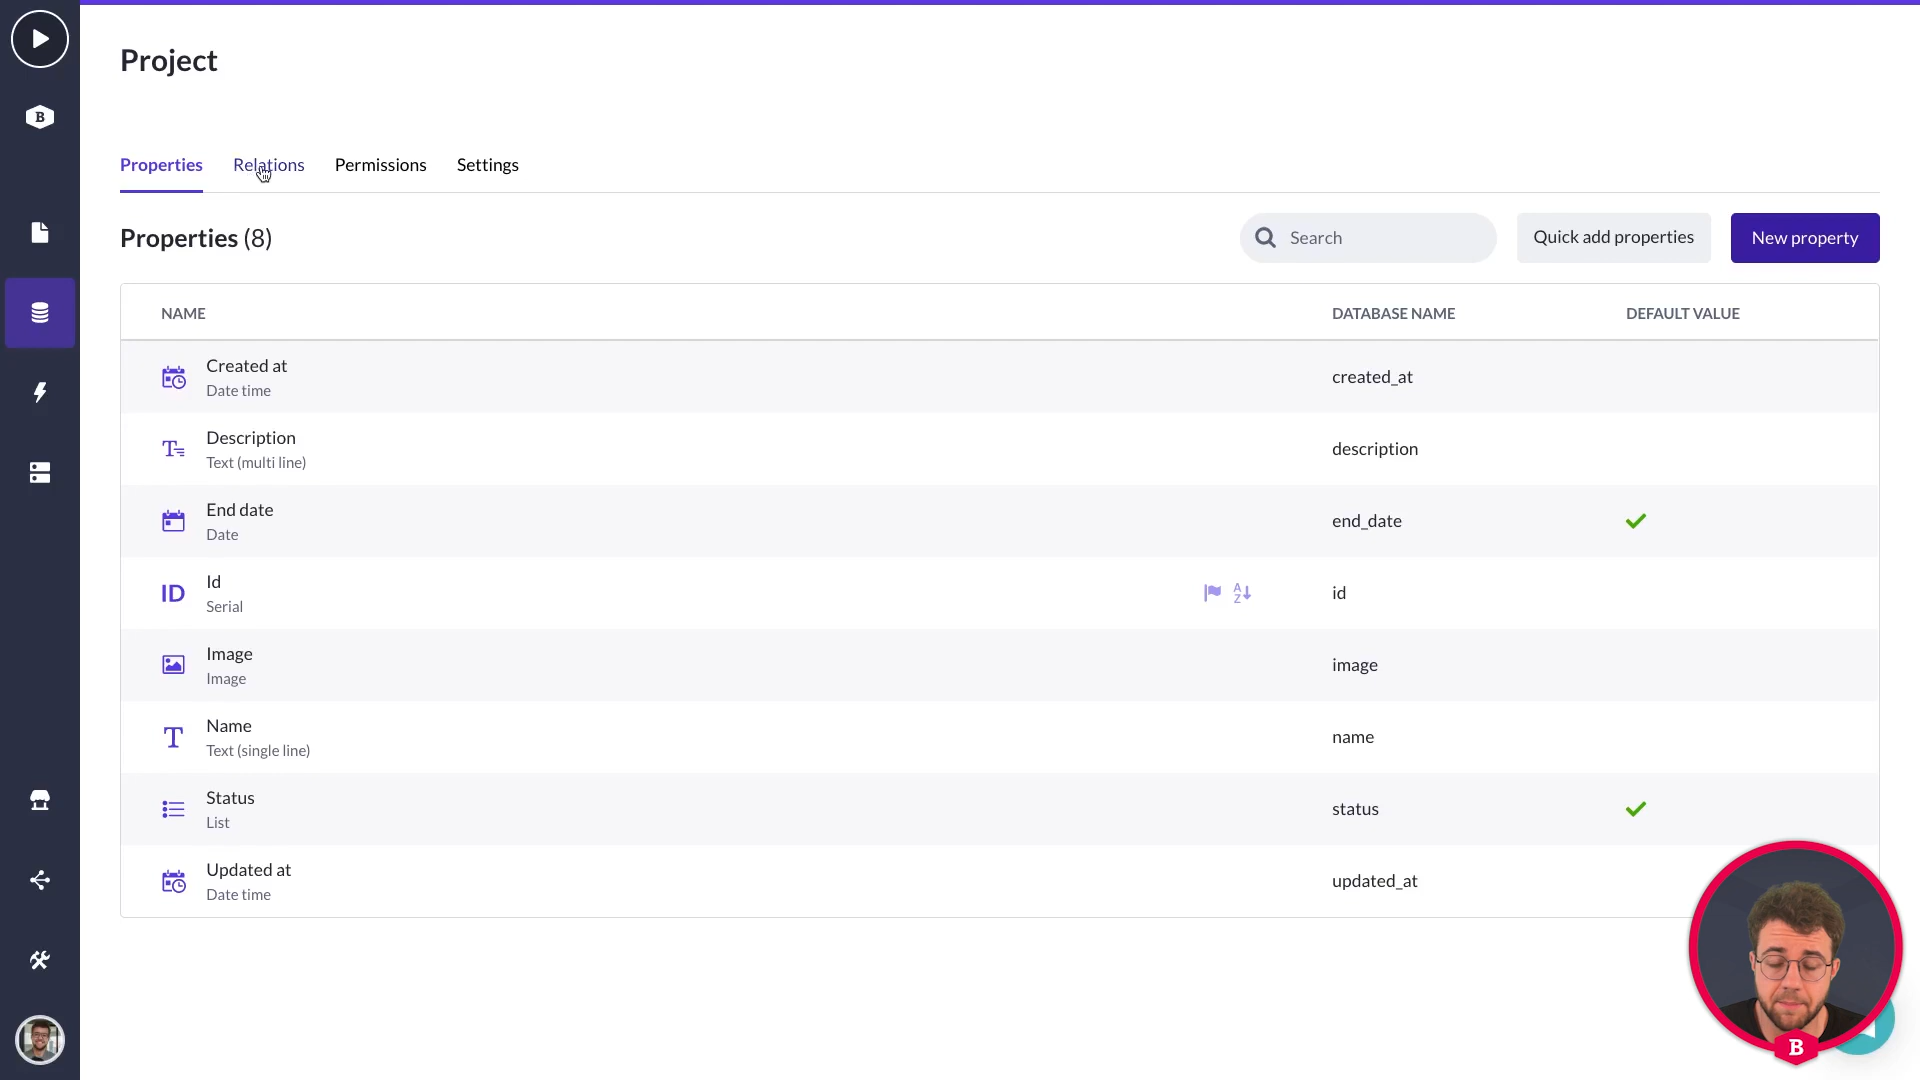 B
Project
Properties Relations Permissions Settings
Properties (8)
Search
Quick add properties
New property
NAME DATABASE NAME DEFAULT VALUE
Created at
Date time
created_at
Description
Text (multi line)
description
End date
Date
end_date
ID
Id
Serial
A
Z
id
Image
Image
image
T
Name
Text (single line)
name
Status
List
status
Updated at
Date time
updated_at
B